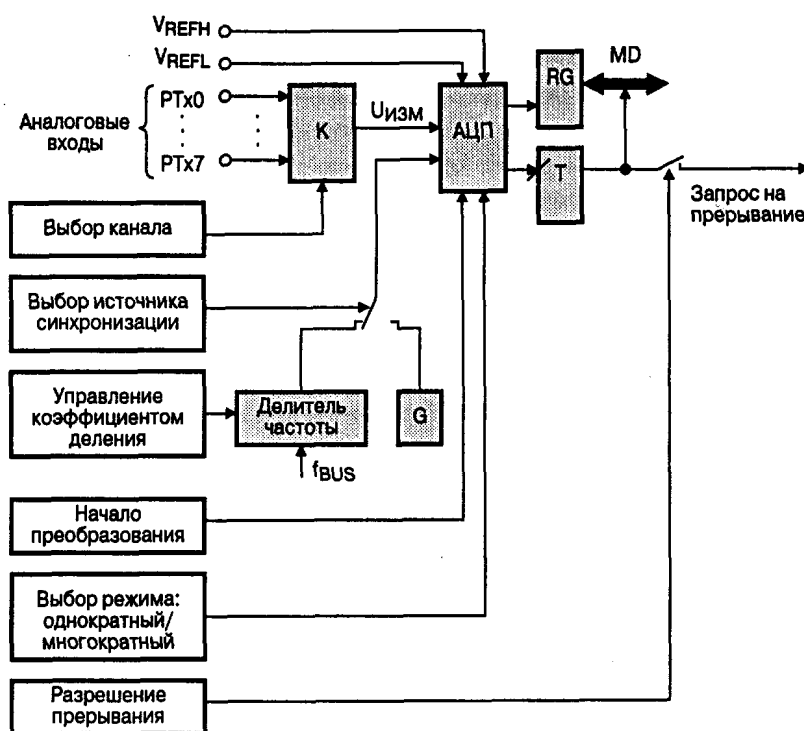 VREFH
VREFL
MD
RG
PTx0
Аналоговые
входы
К
UИЗМ
АЦП
PTx7
T
Запрос на
прерывание
Выбор канала
Выбор источника
синхронизации
Управление
коэффициентом
деления
Делитель
частоты
G
fBUS
Начало
преобразования
Выбор режима:
однократный/
многократный
Разрешение
прерывания